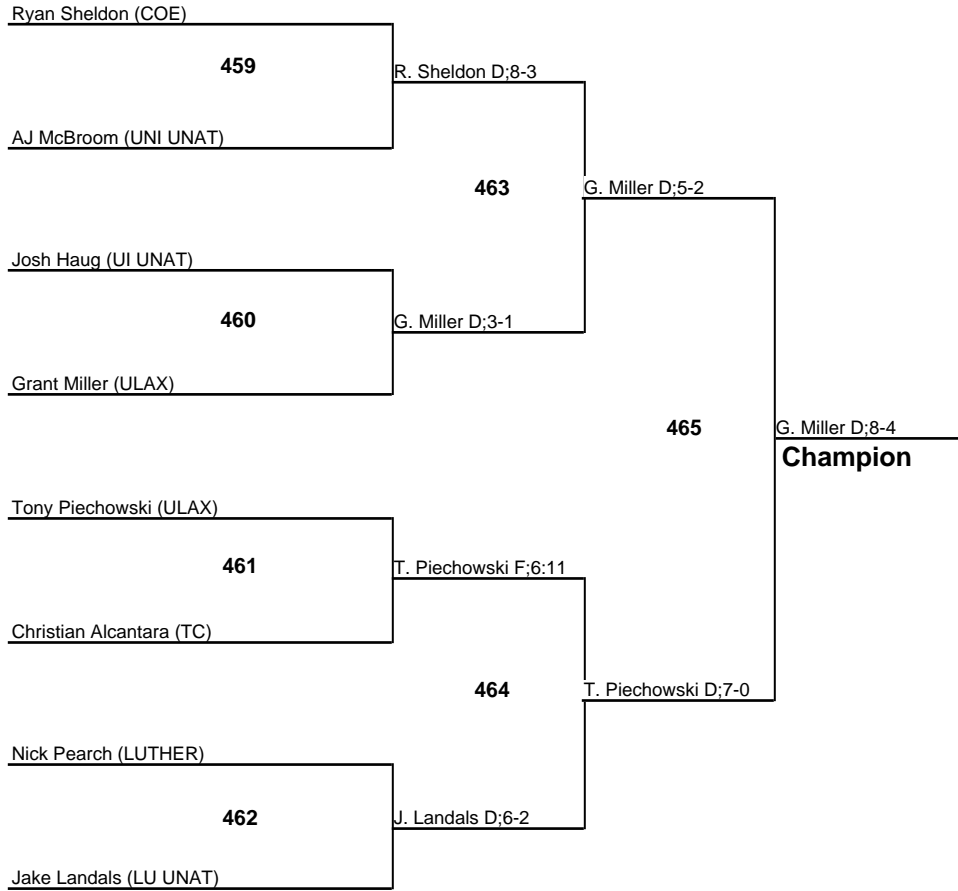 Ryan Sheldon (COE)
459
R. Sheldon D;8-3
AJ McBroom (UNI UNAT)
463
G. Miller D;5-2
Josh Haug (UI UNAT)
460
G. Miller D;3-1
Grant Miller (ULAX)
465
G. Miller D;8-4
Champion
Tony Piechowski (ULAX)
461
T. Piechowski F;6:11
Christian Alcantara (TC)
464
T. Piechowski D;7-0
Nick Pearch (LUTHER)
462
J. Landals D;6-2
Jake Landals (LU UNAT)